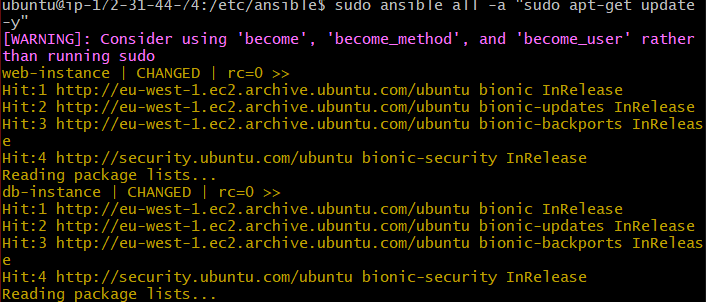 ubuntu@ip-172-31-44-74:/etc/ansible$ sudo ansible all -a "sudo apt-get update
-y"
[WARNING]: Consider using 'become', 'become_method', and 'become_user' rather
than running sudo
web-instance | CHANGED | rc=0 >>
Hit:1 http://eu-west-1.ec2.archive.ubuntu.com/ubuntu bionic InRelease
Hit:2 http://eu-west-1.ec2.archive.ubuntu.com/ubuntu bionic-updates InRelease
Hit:3 http://eu-west-1.ec2.archive.ubuntu.com/ubuntu bionic-backports InReleas
e
Hit:4 http://security.ubuntu.com/ubuntu bionic-security InRelease
Reading package lists...
db-instance | CHANGED | rc=0 >>
Hit:1 http://eu-west-1.ec2.archive.ubuntu.com/ubuntu bionic InRelease
Hit:2 http://eu-west-1.ec2.archive.ubuntu.com/ubuntu bionic-updates InRelease
Hit:3 http://eu-west-1.ec2.archive.ubuntu.com/ubuntu bionic-backports InReleas
e
Hit:4 http://security.ubuntu.com/ubuntu bionic-security InRelease
Reading package lists...